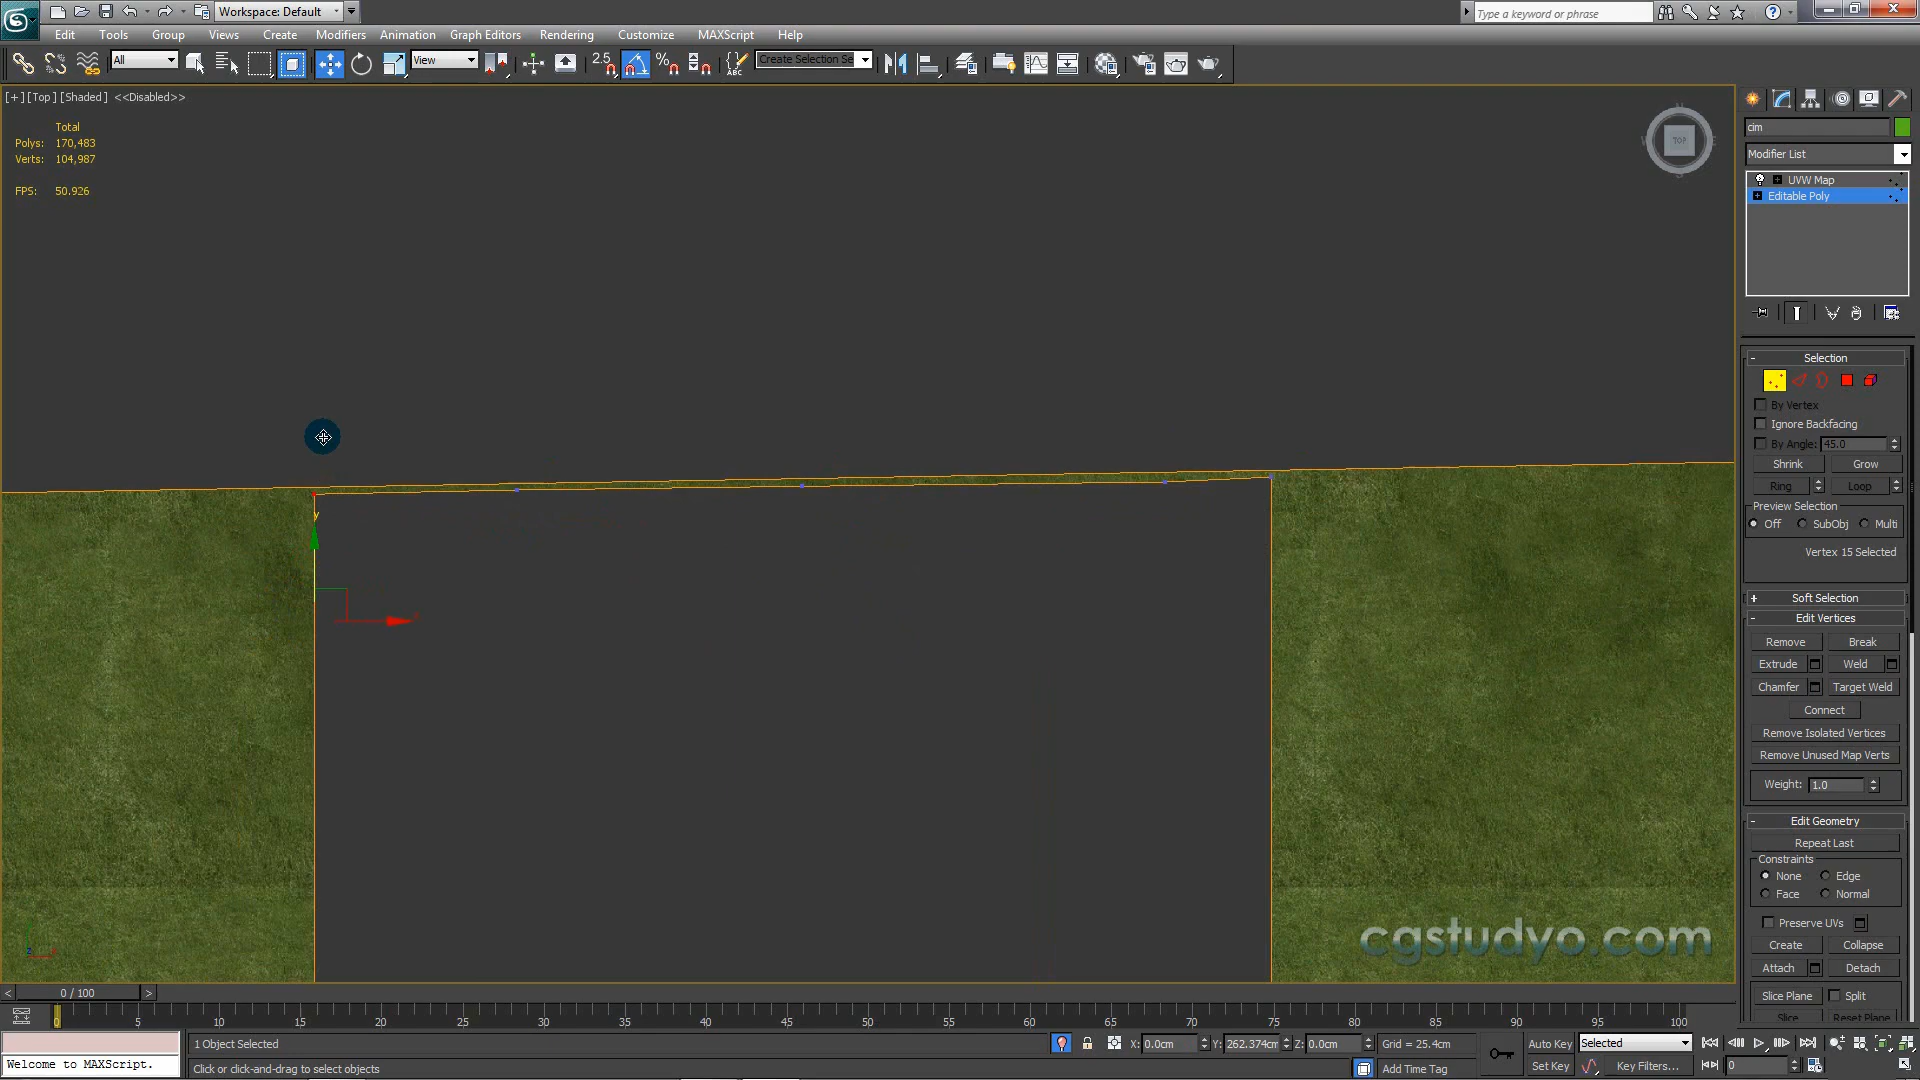 Workspace: Default
Type a keyword or phrase
Edit Tools Group Views Create Modifiers Animation Graph Editors Rendering Customize MAXScript Help
All
View
2.5
%
ABC
Create Selection Se
[+] [Top] [Shaded] <<Disabled>>
Total
Polys: 170,483
Verts: 104,987
FPS: 50.926
TOP
y
cim
Modifier List
UVW Map
Editable Poly
Selection
By Vertex
Ignore Backfacing
By Angle: 45.0
Shrink Grow
Ring Loop
Preview Selection
Off SubObj Multi
Vertex 15 Selected
Soft Selection
Edit Vertices
Remove Break
Extrude Weld
Chamfer Target Weld
Connect
Remove Isolated Vertices
Remove Unused Map Verts
Weight: 1.0
Edit Geometry
Repeat Last
Constraints
None Edge
Face Normal
Preserve UVs
Create Collapse
Attach Detach
Slice Plane Split
Slice Reset Plane
cgstudyo.com
< 0 / 100 >
0 5 10 15 20 25 30 35 40 45 50 55 60 65 70 75 80 85 90 95 100
Welcome to MAXScript.
1 Object Selected
Click or click-and-drag to select objects
X: 0.0cm Y: 262.374cm Z: 0.0cm Grid = 25.4cm
Add Time Tag
Auto Key Selected
Set Key Key Filters...
0